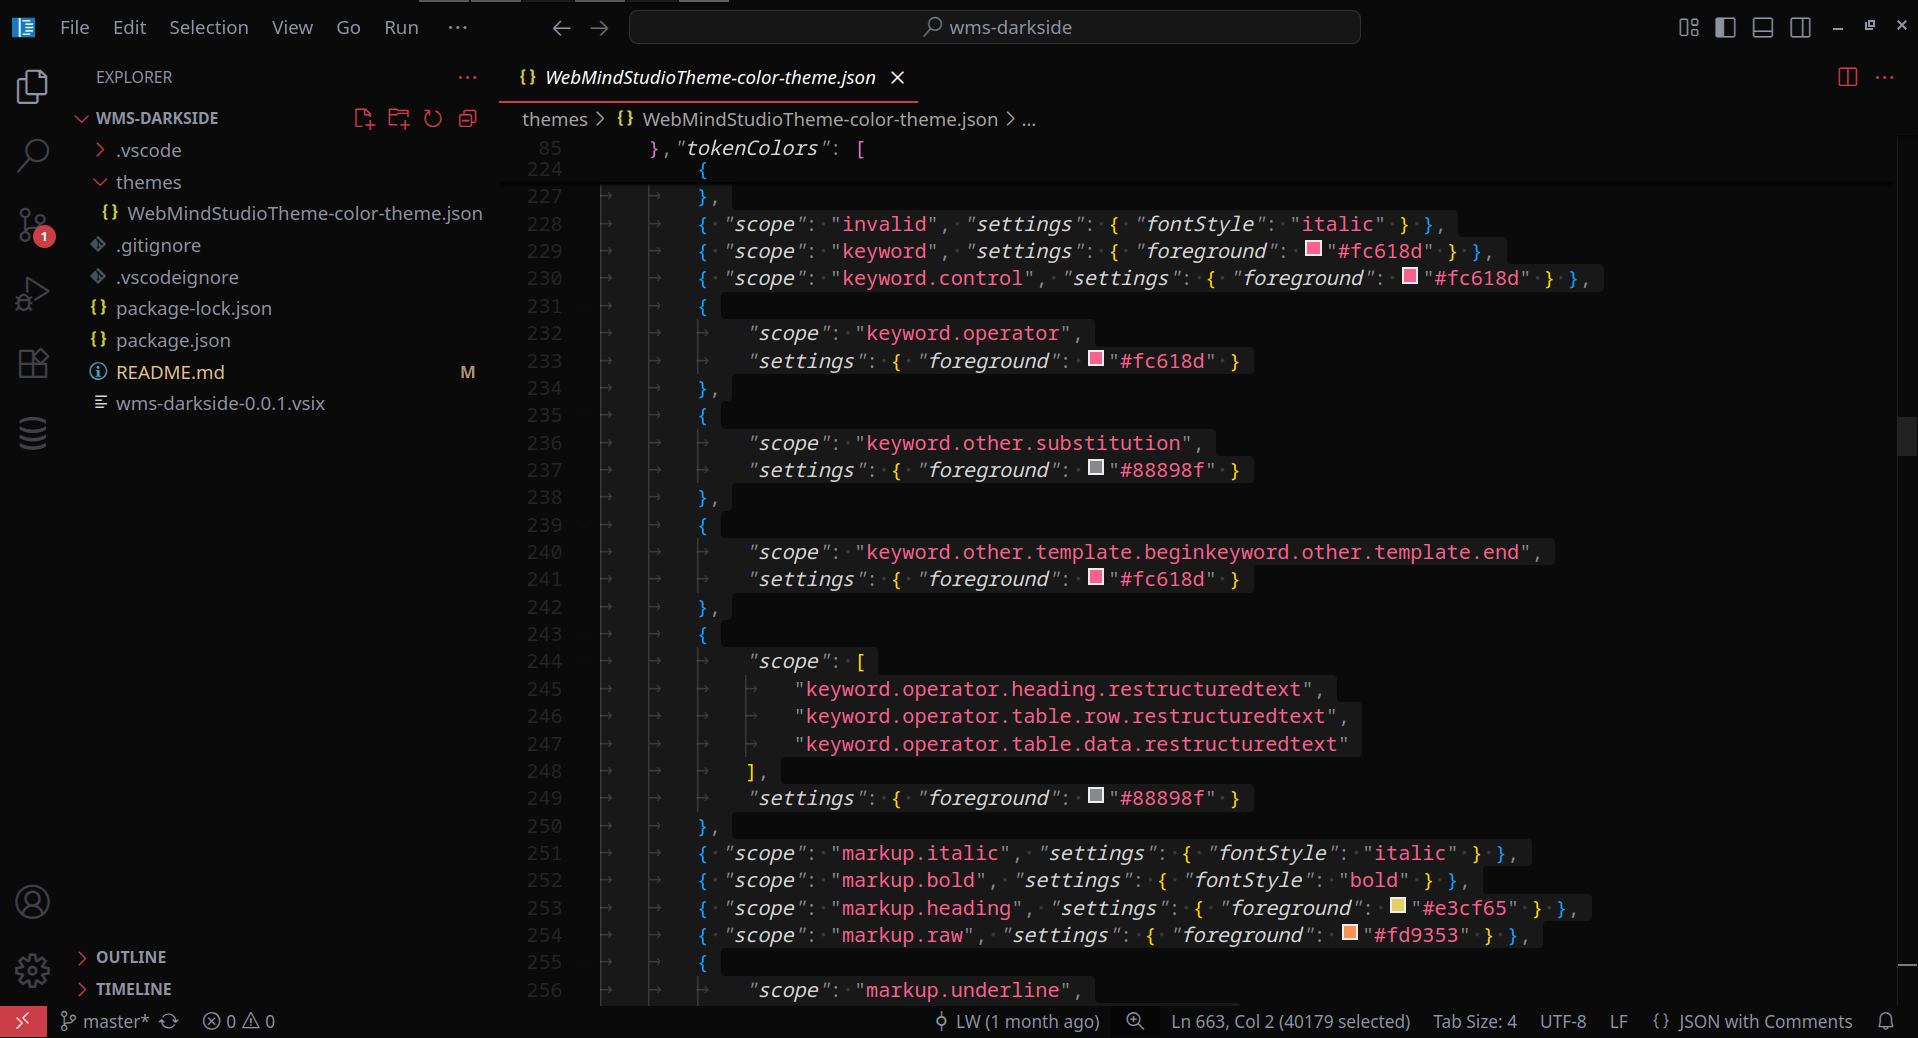 File Edit Selection View Go Run ···
wms-darkside
EXPLORER
WMS-DARKSIDE
.vscode
themes
{} WebMindStudioTheme-color-theme.json
.gitignore
.vscodeignore
{} package-lock.json
{} package.json
README.md M
wms-darkside-0.0.1.vsix
OUTLINE
TIMELINE
1
{} WebMindStudioTheme-color-theme.json
themes > {} WebMindStudioTheme-color-theme.json > ...
85 },"tokenColors": [
224 {
227 },
228 { "scope": "invalid", "settings": { "fontStyle": "italic" } },
229 { "scope": "keyword", "settings": { "foreground": "#fc618d" } },
230 { "scope": "keyword.control", "settings": { "foreground": "#fc618d" } },
231 {
232 "scope": "keyword.operator",
233 "settings": { "foreground": "#fc618d" }
234 },
235 {
236 "scope": "keyword.other.substitution",
237 "settings": { "foreground": "#88898f" }
238 },
239 {
240 "scope": "keyword.other.template.beginkeyword.other.template.end",
241 "settings": { "foreground": "#fc618d" }
242 },
243 {
244 "scope": [
245 "keyword.operator.heading.restructuredtext",
246 "keyword.operator.table.row.restructuredtext",
247 "keyword.operator.table.data.restructuredtext"
248 ],
249 "settings": { "foreground": "#88898f" }
250 },
251 { "scope": "markup.italic", "settings": { "fontStyle": "italic" } },
252 { "scope": "markup.bold", "settings": { "fontStyle": "bold" } },
253 { "scope": "markup.heading", "settings": { "foreground": "#e3cf65" } },
254 { "scope": "markup.raw", "settings": { "foreground": "#fd9353" } },
255 {
256 "scope": "markup.underline",
master* 0 0 LW (1 month ago) Ln 663, Col 2 (40179 selected) Tab Size: 4 UTF-8 LF {} JSON with Comments